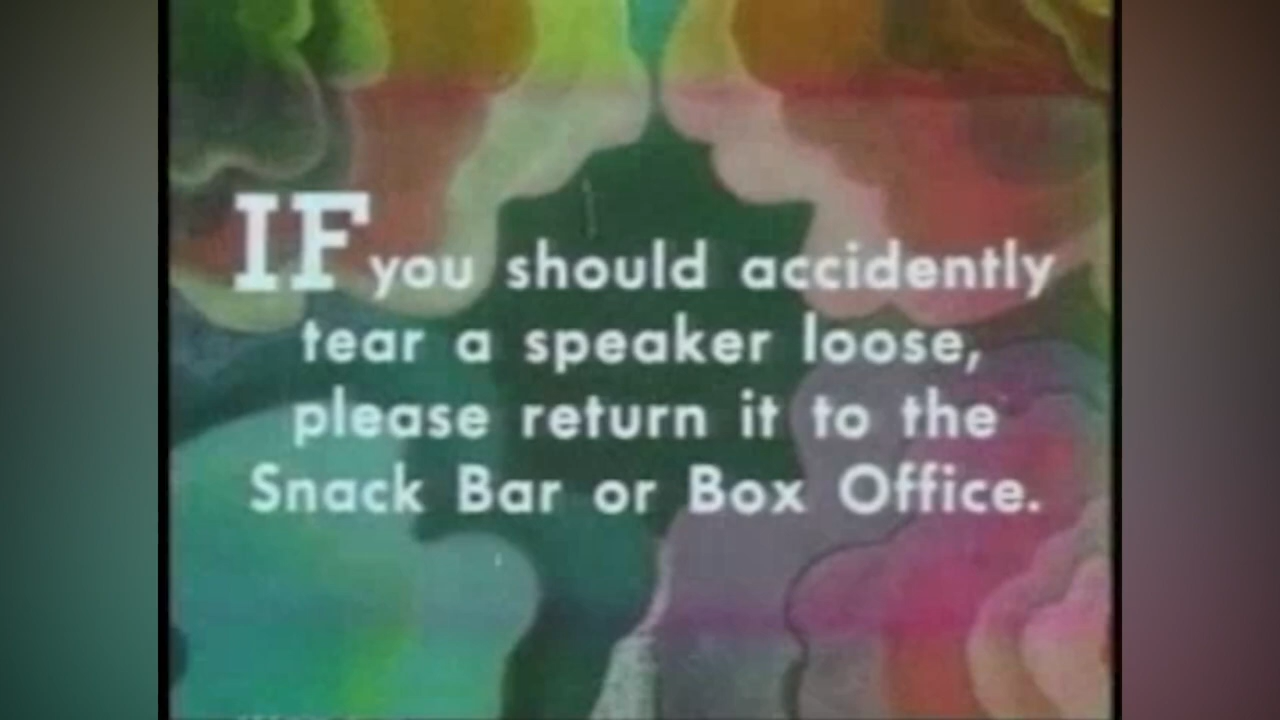 IF you should accidently
tear a speaker loose,
please return it to the
Snack Bar or Box Office.